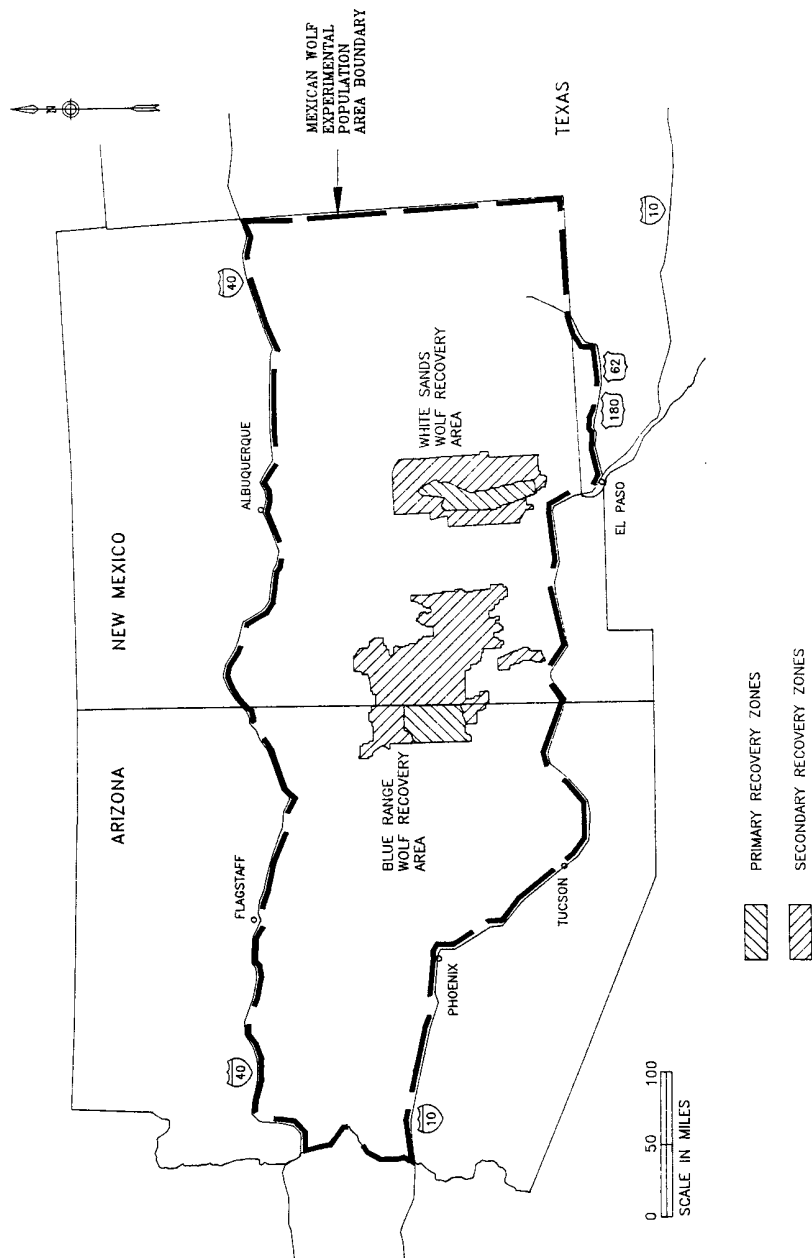 N
MEXICAN WOLF
EXPERIMENTAL
POPULATION
AREA BOUNDARY
NEW MEXICO
ARIZONA
TEXAS
40
40
ALBUQUERQUE
FLAGSTAFF
WHITE SANDS
WOLF RECOVERY
AREA
BLUE RANGE
WOLF RECOVERY
AREA
10
10
180
62
EL PASO
PHOENIX
TUCSON
0 50 100
SCALE IN MILES
PRIMARY RECOVERY ZONES
SECONDARY RECOVERY ZONES